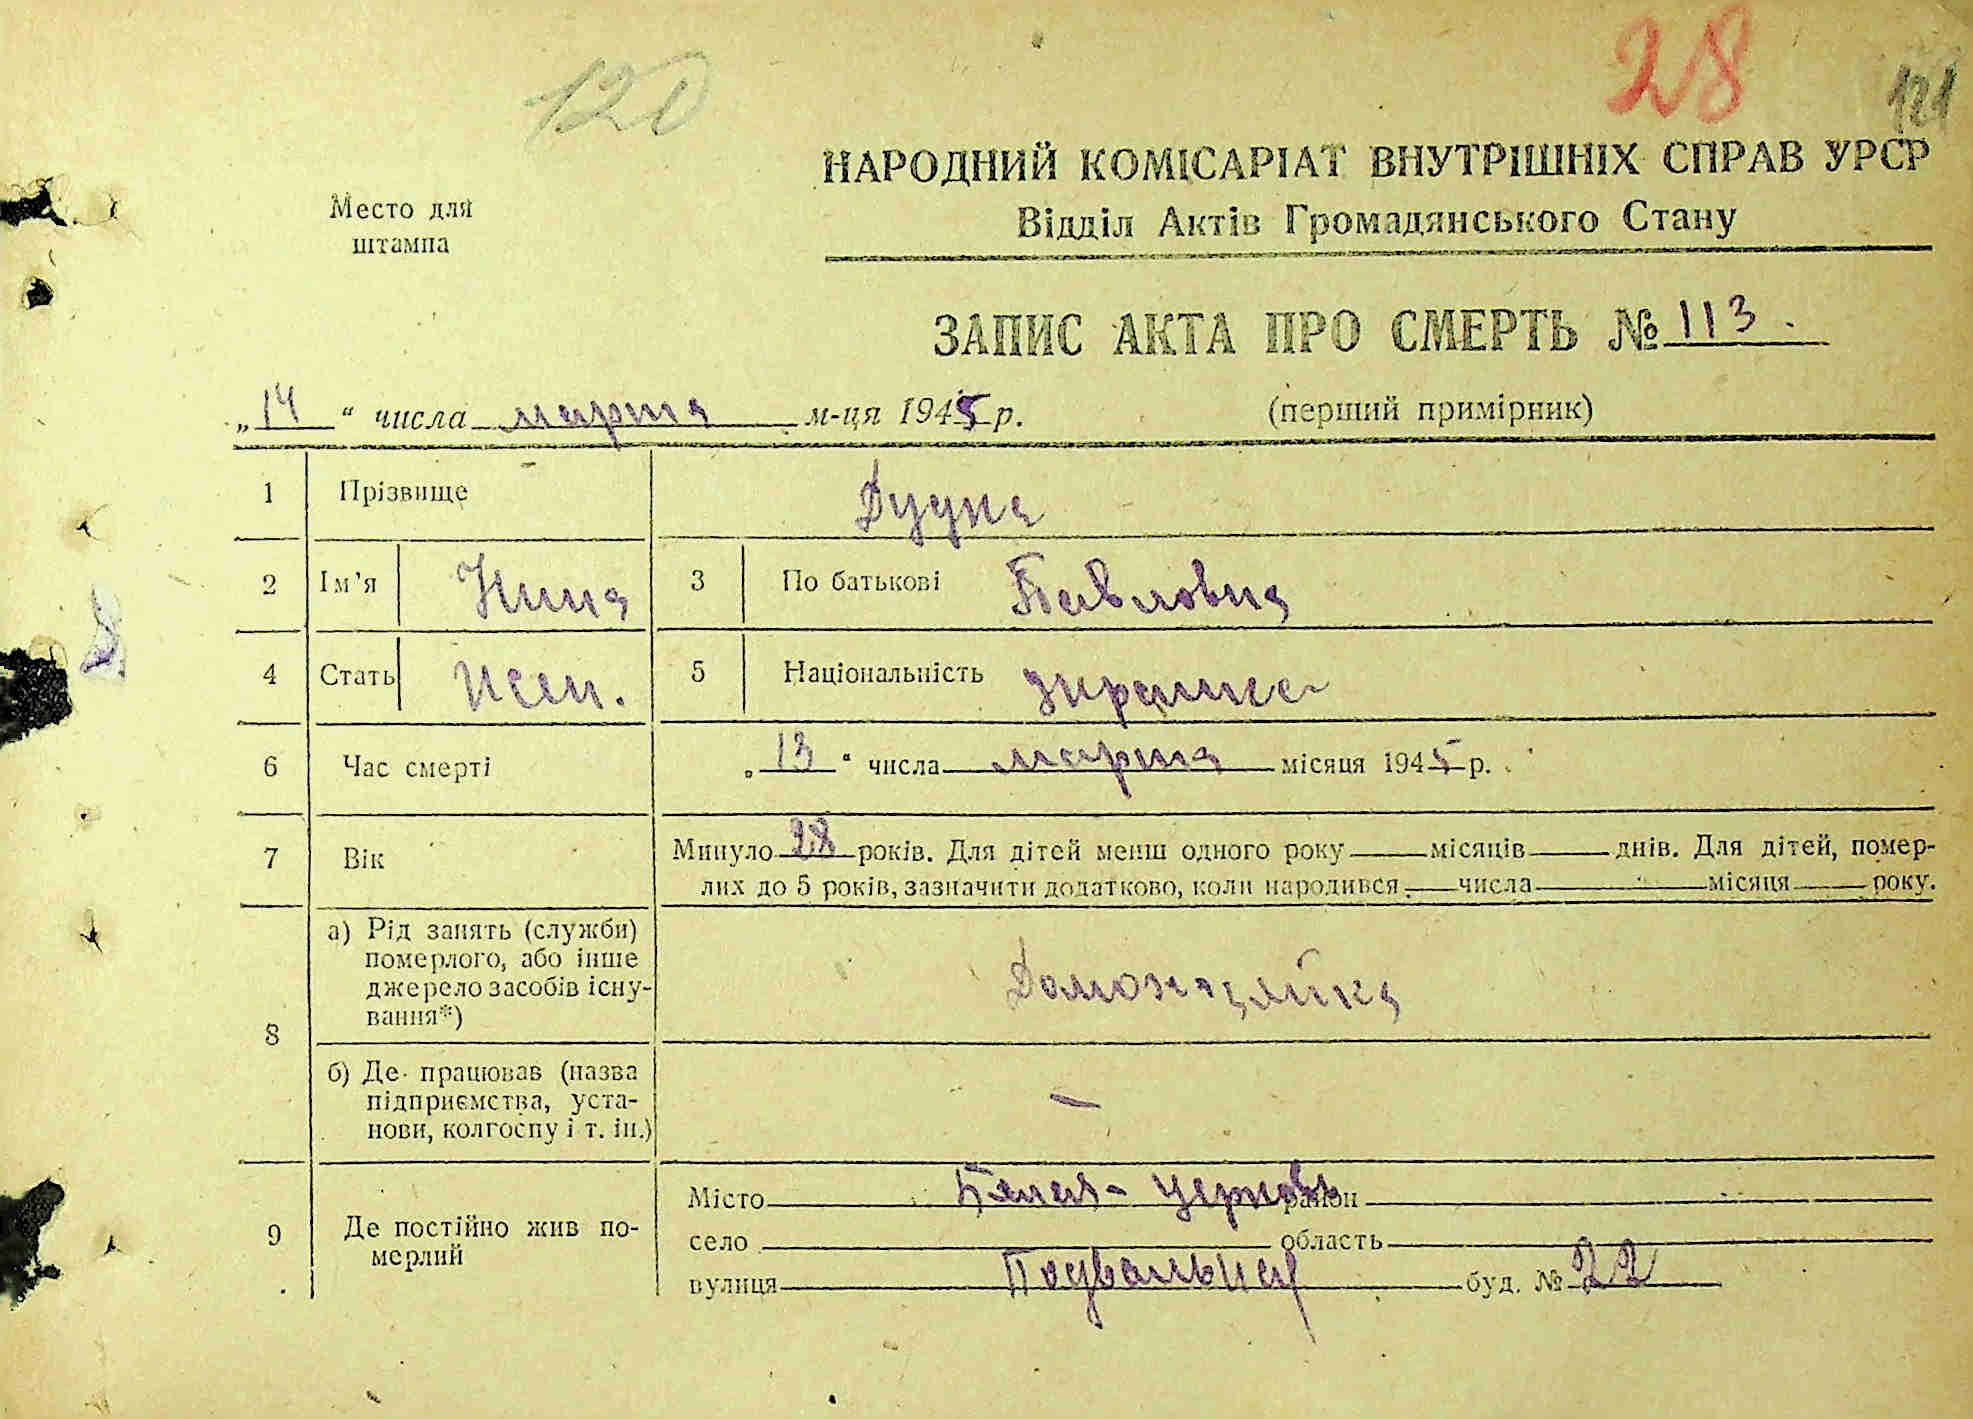 120
28
121
Место для
штампа
НАРОДНИЙ КОМІСАРІАТ ВНУТРІШНІХ СПРАВ УРСР
Відділ Актів Громадянського Стану
ЗАПИС АКТА ПРО СМЕРТЬ № 113.
„14“ числа марта м-ця 1945 р. (перший примірник)
1 Прізвище
2 Ім’я Нина 3 По батькові Павловна
4 Стать жен. 5 Національність
6 Час смерті „13“ числа марта місяця 1945 р.
7 Вік Минуло 28 років. Для дітей менш одного року місяців днів. Для дітей, помер-
лих до 5 років, зазначити додатково, коли народився числа місяця року.
8 а) Рід занять (служби)
померлого, або інше
джерело засобів існу-
вання*) Домохазяйка
б) Де працював (назва
підприємства, уста-
нови, колгоспу і т. ін.) —
9 Де постійно жив по-
мерлий
Місто Белая-Церковь район
село область
вулиця Подвальная буд. № 22